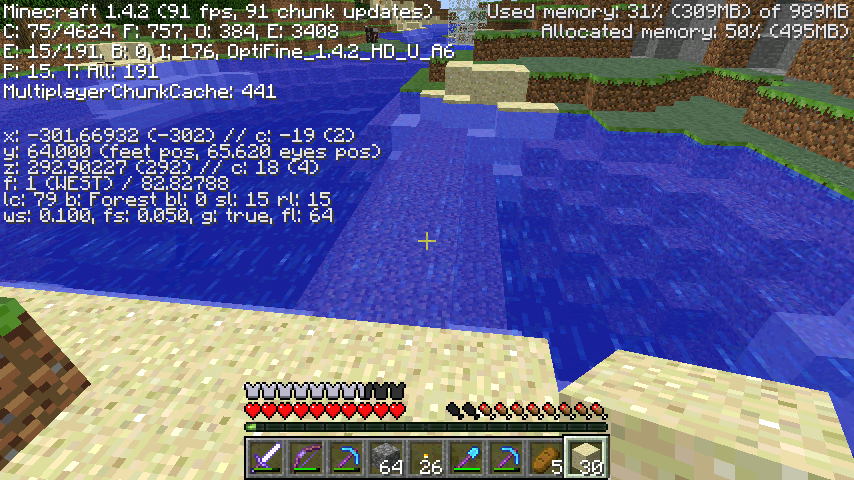 Minecraft 1.4.2 (91 fps, 91 chunk updates)
Used memory: 31% (309MB) of 989MB
C: 75/4624, F: 757, O: 384, E: 3408
Allocated memory: 50% (495MB)
E: 15/191, B: 0, I: 176, OptiFine_1.4.2_HD_U_A6
P: 15, T: All: 191
MultiplayerChunkCache: 441
x: -301.66932 (-302) // c: -19 (2)
y: 64.000 (feet pos, 65.620 eyes pos)
z: 292.90227 (292) // c: 18 (4)
f: 1 (WEST) / 82.82788
lc: 79 b: Forest bl: 0 sl: 15 rl: 15
ws: 0.100, fs: 0.050, g: true, fl: 64
64 26 5 30